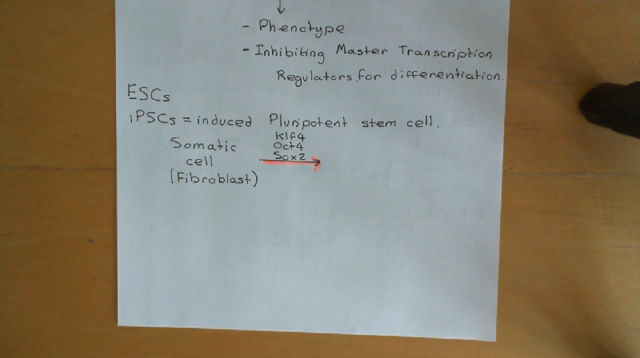 - Phenotype
- Inhibiting Master Transcription
Regulators for differentiation.
ESCs
iPSCs = induced Pluripotent stem cell.
Somatic
cell
(Fibroblast)
Klf4
Oct4
Sox2